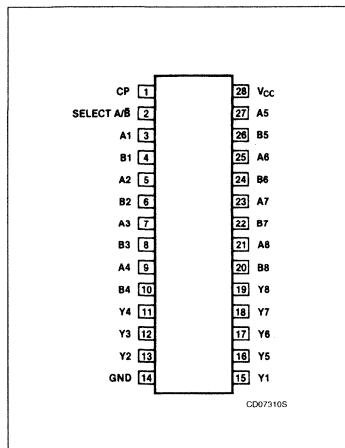 CP 1 28 VCC
SELECT A/B̄ 2 27 A5
A1 3 26 B5
B1 4 25 A6
A2 5 24 B6
B2 6 23 A7
A3 7 22 B7
B3 8 21 A8
A4 9 20 B8
B4 10 19 Y8
Y4 11 18 Y7
Y3 12 17 Y6
Y2 13 16 Y5
GND 14 15 Y1
CD07310S